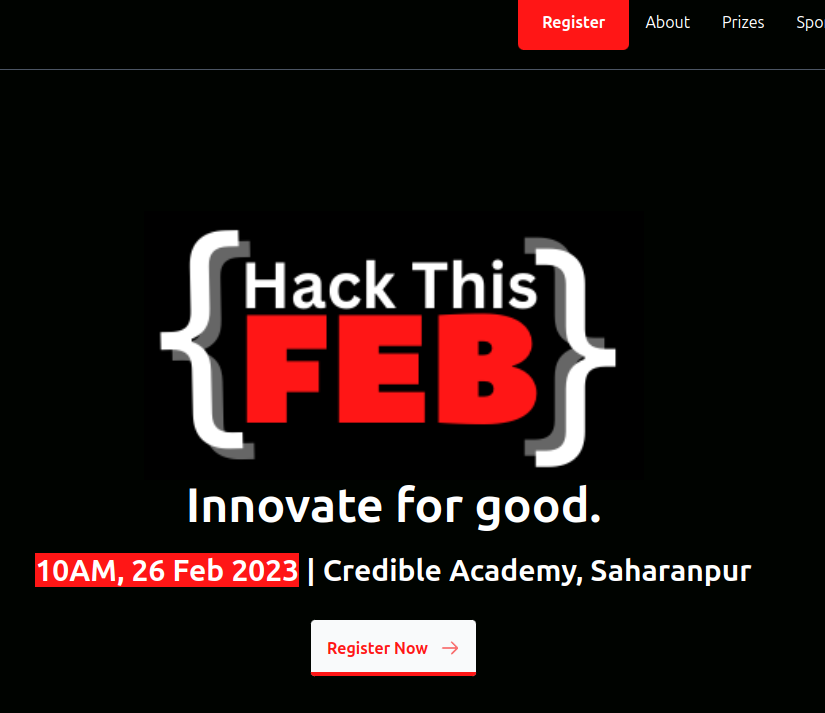 Register About Prizes Spo
Hack This
FEB
Innovate for good.
10AM, 26 Feb 2023 | Credible Academy, Saharanpur
Register Now